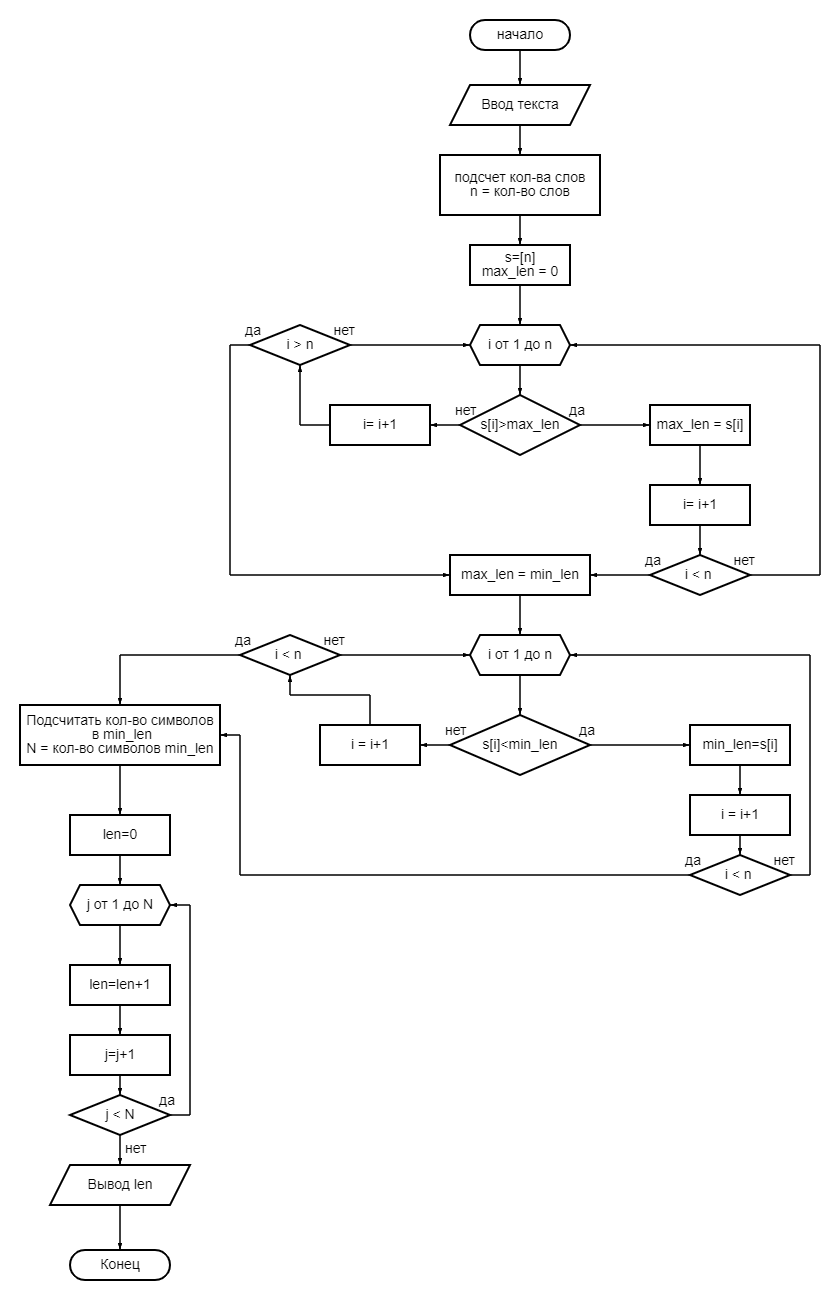 начало
Ввод текста
подсчет кол-ва слов
n = кол-во слов
s=[n]
max_len = 0
да
нет
i > n
i от 1 до n
i= i+1
нет
s[i]>max_len
да
max_len = s[i]
i= i+1
max_len = min_len
да
i < n
нет
да
i < n
нет
i от 1 до n
Подсчитать кол-во символов
в min_len
N = кол-во символов min_len
i = i+1
нет
s[i]<min_len
да
min_len=s[i]
i = i+1
да
i < n
нет
len=0
j от 1 до N
len=len+1
j=j+1
j < N
да
нет
Вывод len
Конец